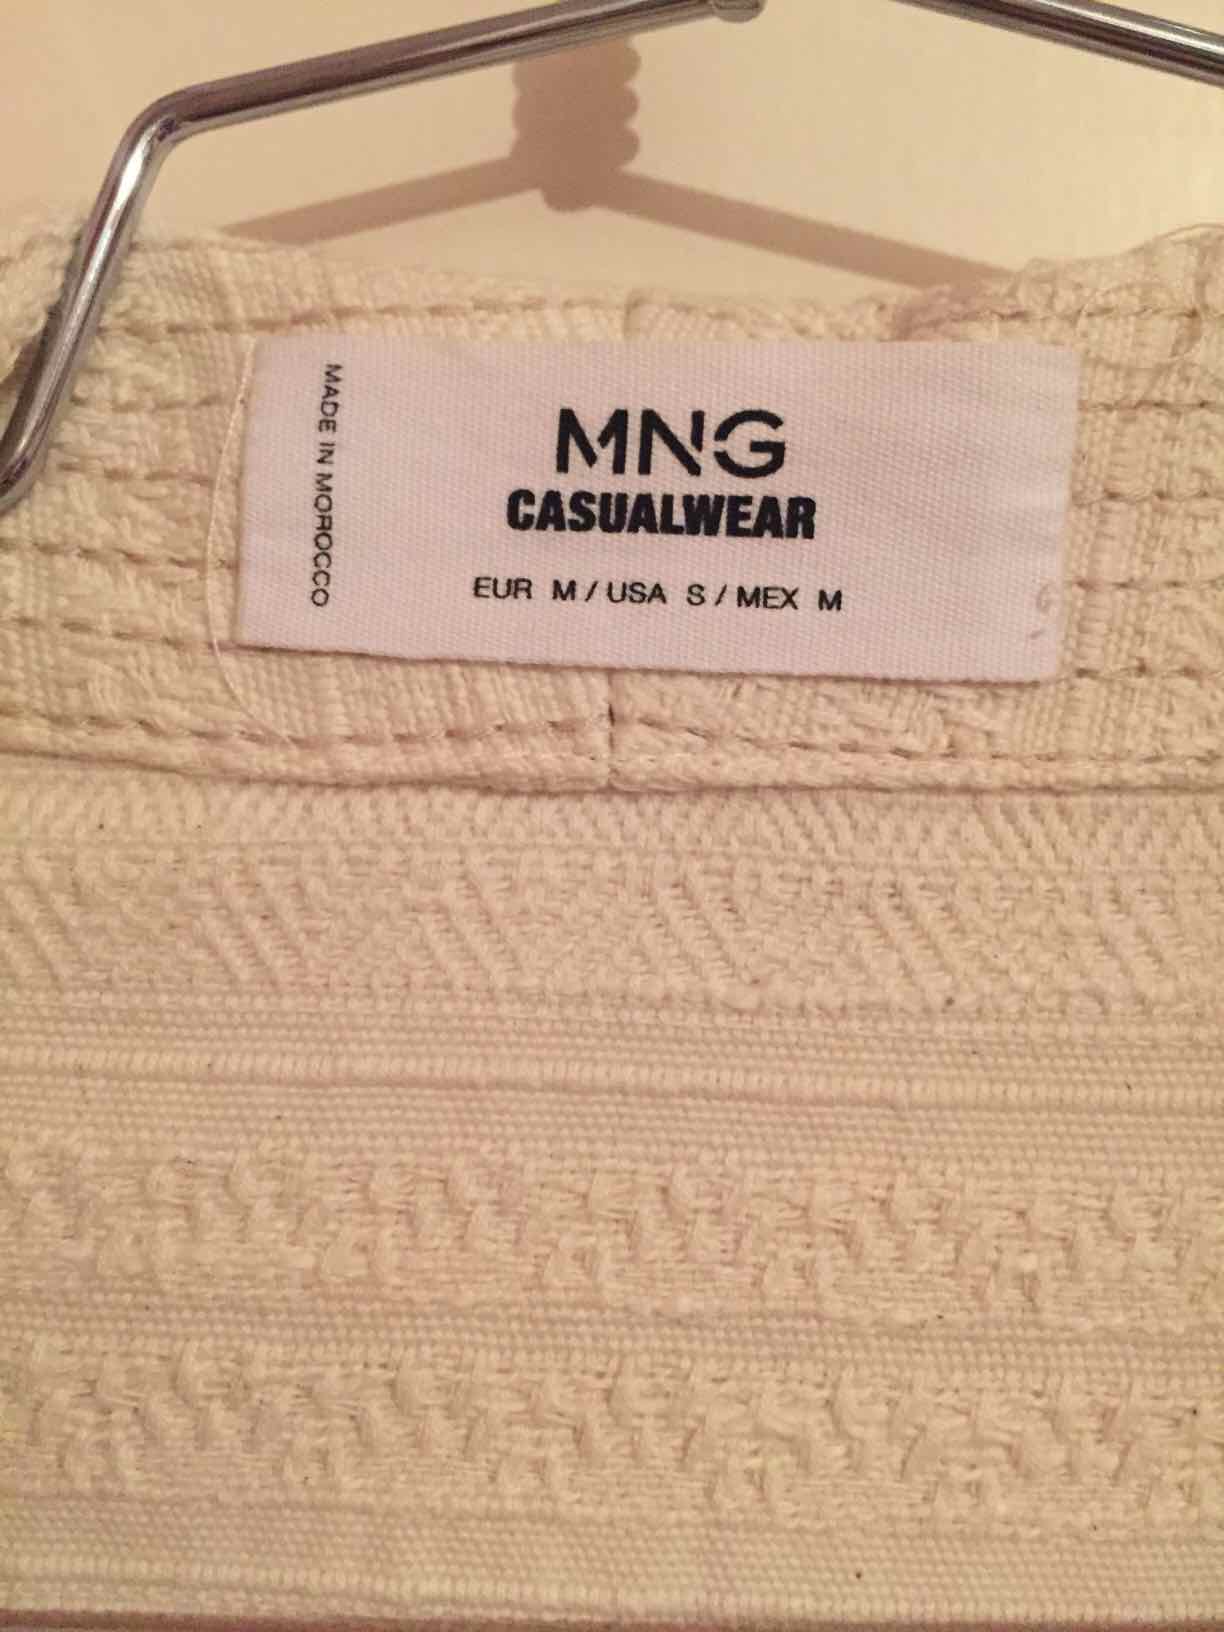 MADE IN MOROCCO
MNG
CASUALWEAR
EUR M / USA S / MEX M